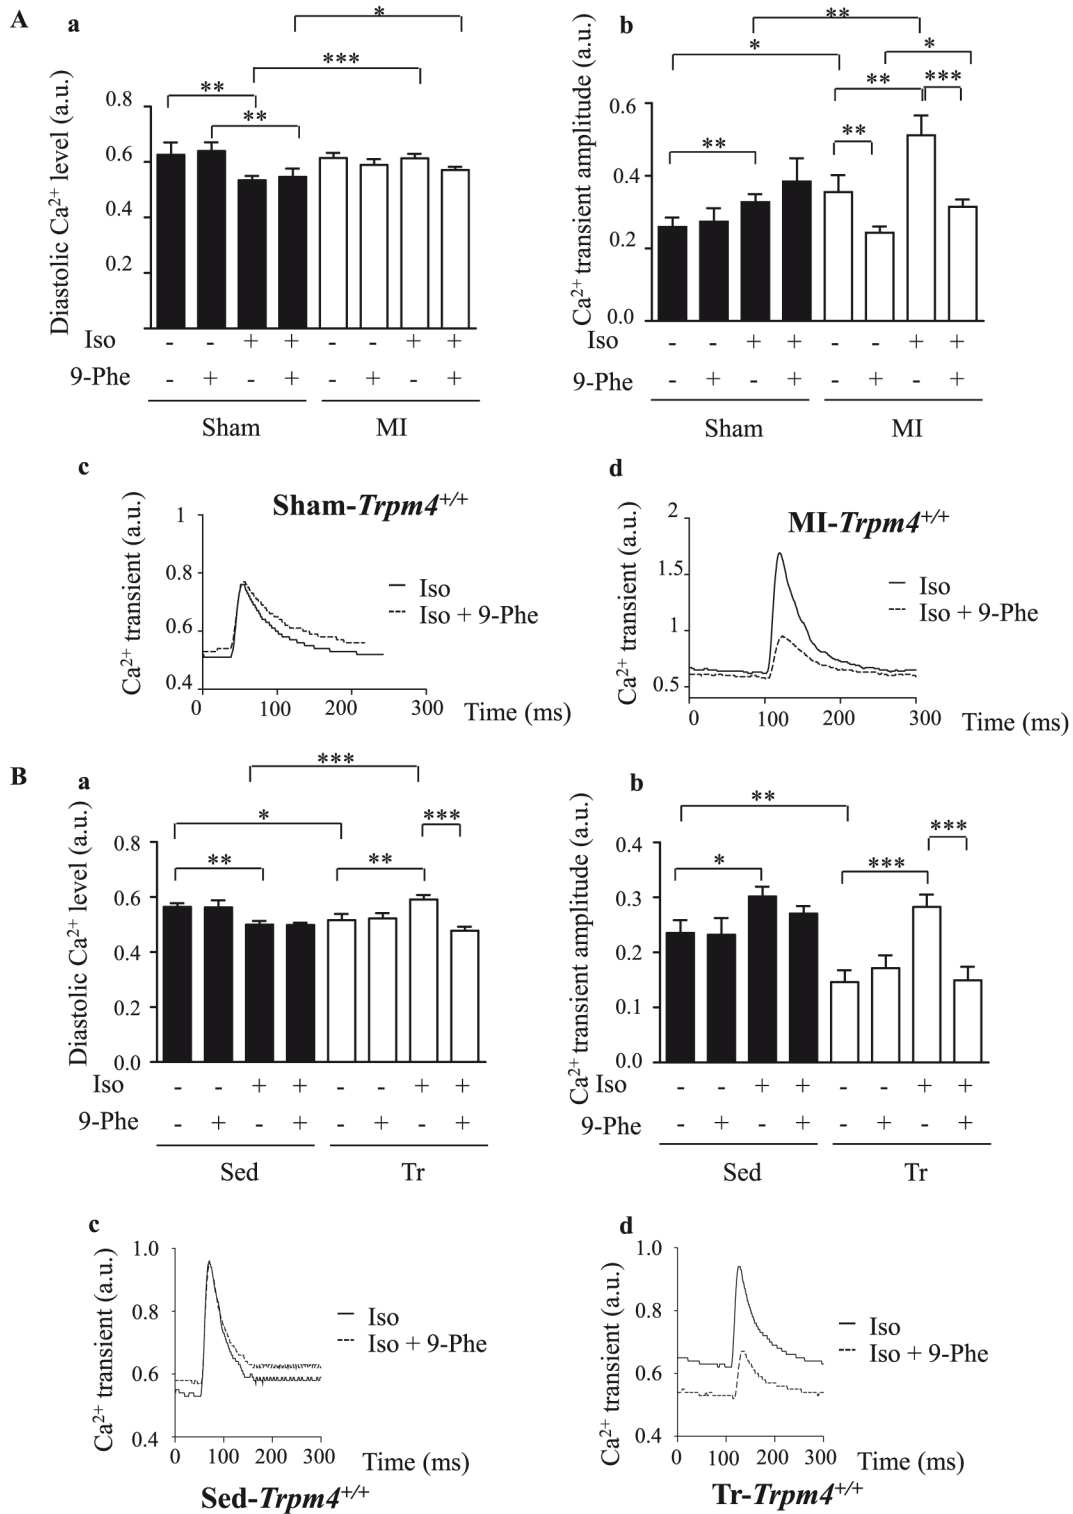 A
a
b
Diastolic Ca²⁺ level (a.u.)
0.8
0.6
0.4
0.2
** ** *** *
Iso - - + + - - + +
9-Phe - + - + - + - +
Sham MI
Ca²⁺ transient amplitude (a.u.)
0.6
0.4
0.2
0.0
** * ** ** ** *** *
Iso - - + + - - + +
9-Phe - + - + - + - +
Sham MI
c
Sham-Trpm4⁺/⁺
Ca²⁺ transient (a.u.)
1
0.8
0.6
0.4
0 100 200 300
Time (ms)
Iso
Iso + 9-Phe
d
MI-Trpm4⁺/⁺
Ca²⁺ transient (a.u.)
2
1.5
1
0.5
0 100 200 300
Time (ms)
Iso
Iso + 9-Phe
B
a
Diastolic Ca²⁺ level (a.u.)
0.8
0.6
0.4
0.2
0.0
** * *** ** ***
Iso - - + + - - + +
9-Phe - + - + - + - +
Sed Tr
b
Ca²⁺ transient amplitude (a.u.)
0.4
0.3
0.2
0.1
0.0
* ** *** ***
Iso - - + + - - + +
9-Phe - + - + - + - +
Sed Tr
c
Ca²⁺ transient (a.u.)
1.0
0.8
0.6
0.4
0 100 200 300
Time (ms)
Iso
Iso + 9-Phe
Sed-Trpm4⁺/⁺
d
Ca²⁺ transient (a.u.)
1.0
0.8
0.6
0.4
0 100 200 300
Time (ms)
Iso
Iso + 9-Phe
Tr-Trpm4⁺/⁺